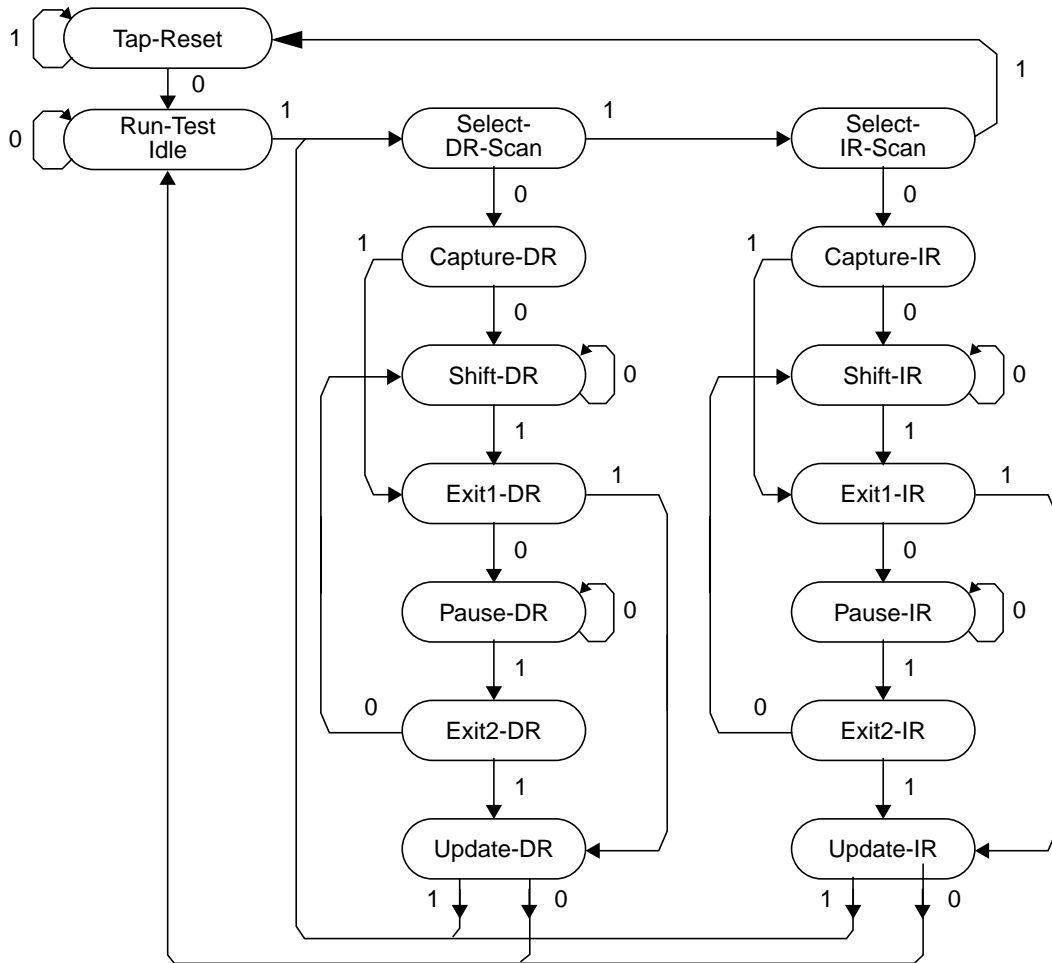 1
Tap-Reset
0
1
0
Run-Test
Idle
1
Select-
DR-Scan
1
Select-
IR-Scan
0
0
1
Capture-DR
1
Capture-IR
0
0
Shift-DR
0
Shift-IR
0
1
1
Exit1-DR
1
Exit1-IR
1
0
0
Pause-DR
0
Pause-IR
0
1
1
0
Exit2-DR
0
Exit2-IR
1
1
Update-DR
Update-IR
1
0
1
0